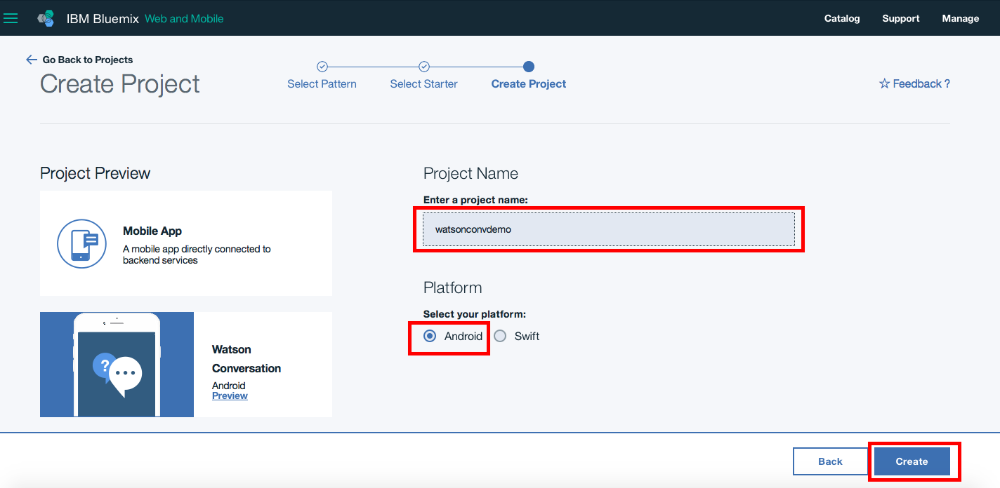 IBM Bluemix Web and Mobile
Catalog Support Manage
Go Back to Projects
Create Project
Select Pattern Select Starter Create Project
Feedback ?
Project Preview
Mobile App
A mobile app directly connected to
backend services
?
Watson
Conversation
Android
Preview
Project Name
Enter a project name:
watsonconvdemo
Platform
Select your platform:
Android Swift
Back Create